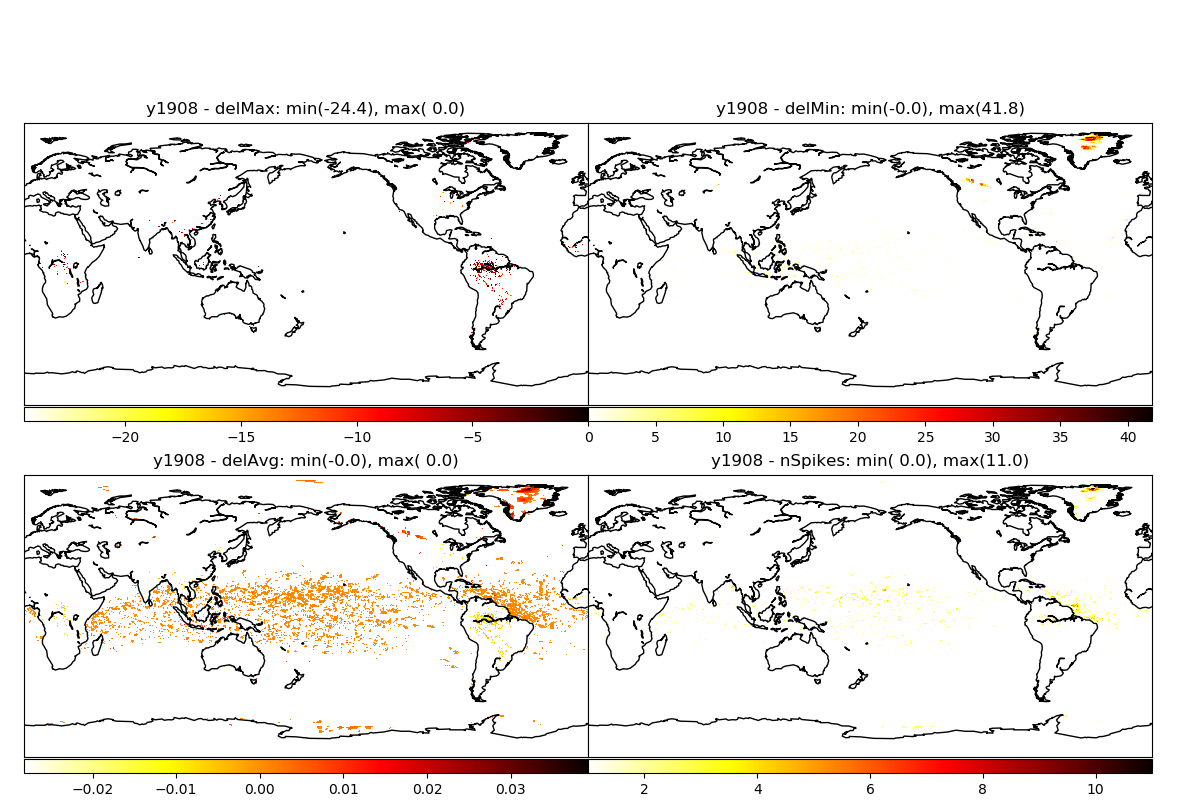 y1908 - delMax: min(-24.4), max( 0.0)
y1908 - delMin: min(-0.0), max(41.8)
−20 −15 −10 −5
0 5 10 15 20 25 30 35 40
y1908 - delAvg: min(-0.0), max( 0.0)
y1908 - nSpikes: min( 0.0), max(11.0)
−0.02 −0.01 0.00 0.01 0.02 0.03
2 4 6 8 10